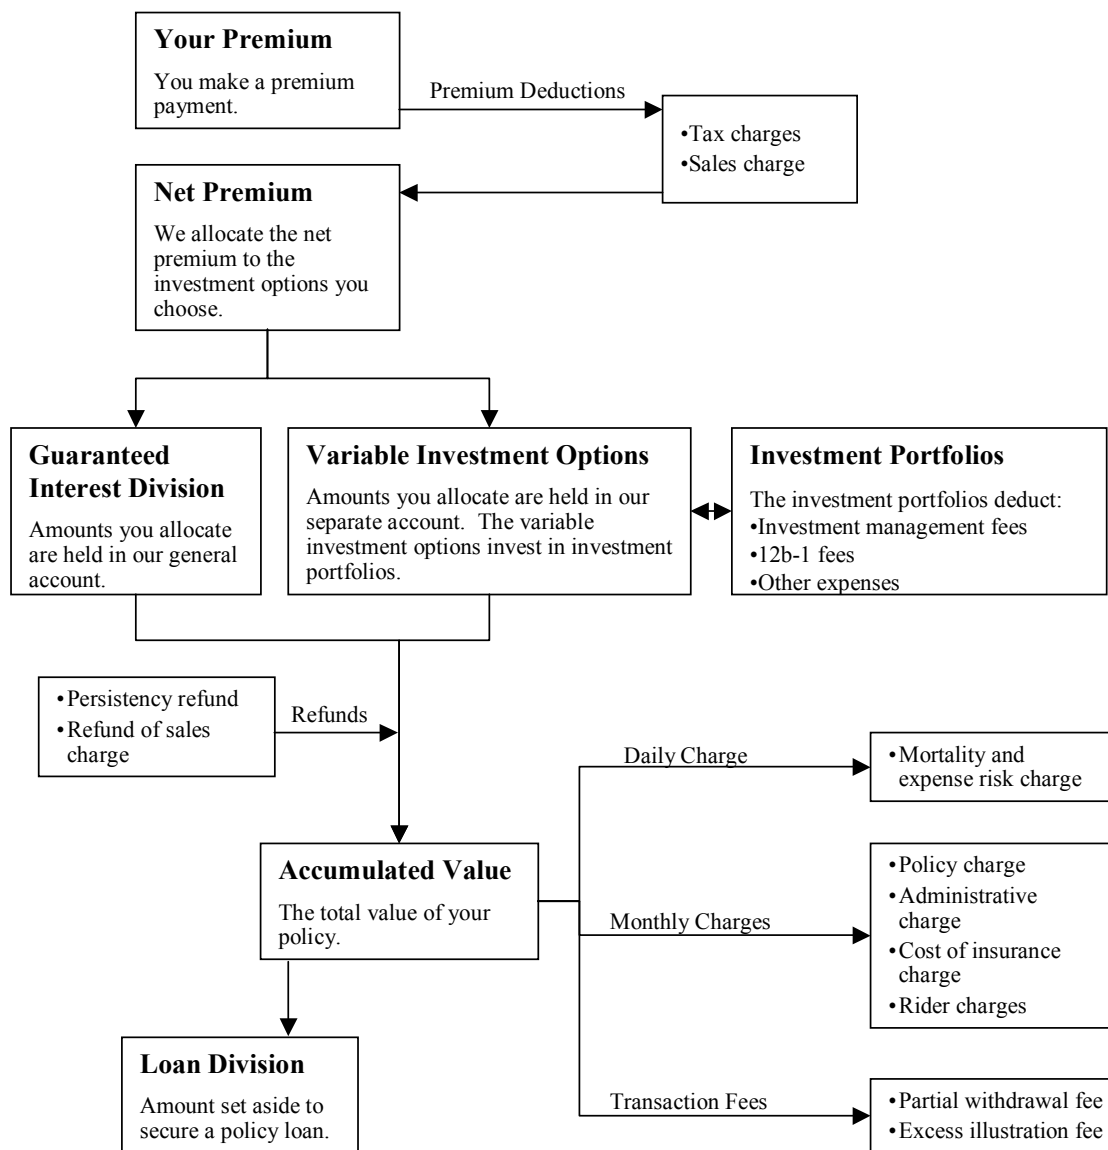 Your Premium
You make a premium
payment.
Premium Deductions
•Tax charges
•Sales charge
Net Premium
We allocate the net
premium to the
investment options you
choose.
Guaranteed
Interest Division
Amounts you allocate
are held in our general
account.
Variable Investment Options
Amounts you allocate are held in our
separate account.  The variable
investment options invest in investment
portfolios.
Investment Portfolios
The investment portfolios deduct:
•Investment management fees
•12b-1 fees
•Other expenses
•Persistency refund
•Refund of sales
charge
Refunds
Daily Charge
•Mortality and
expense risk charge
Accumulated Value
The total value of your
policy.
Monthly Charges
•Policy charge
•Administrative
charge
•Cost of insurance
charge
•Rider charges
Loan Division
Amount set aside to
secure a policy loan.
Transaction Fees
•Partial withdrawal fee
•Excess illustration fee